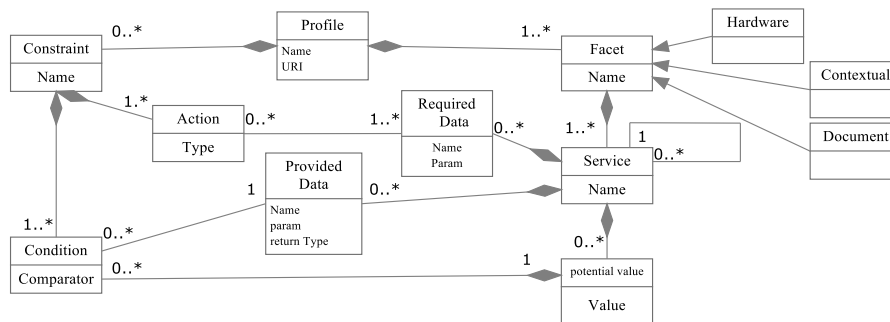 Profile
Name
URI
Constraint
Name
0..*
1..*
Facet
Name
Hardware
Contextual
Document
1.*
Action
Type
0..*
1..*
Required
Data
Name
Param
0..*
1..*
1
0..*
Service
Name
Provided
Data
Name
param
return Type
1
0..*
0..*
1..*
Condition
Comparator
0..*
1
0..*
potential value
Value